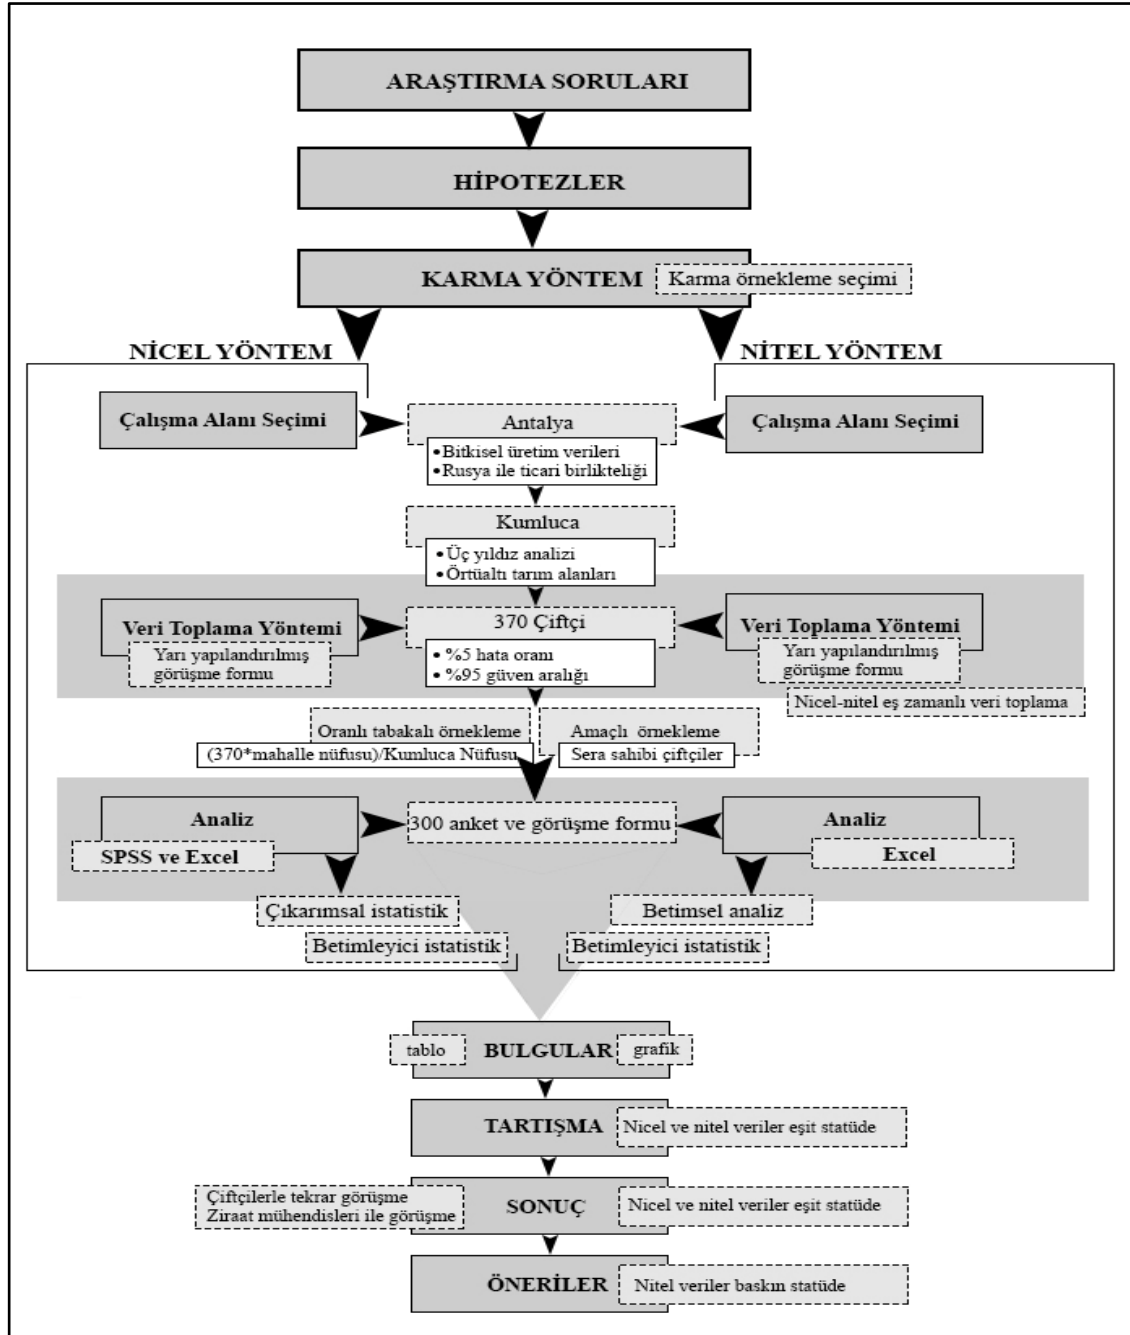 ARAŞTIRMA SORULARI
HİPOTEZLER
KARMA YÖNTEM
Karma örnekleme seçimi
NİCEL YÖNTEM
NİTEL YÖNTEM
Çalışma Alanı Seçimi
Antalya
Çalışma Alanı Seçimi
• Bitkisel üretim verileri
• Rusya ile ticari birlikteliği
Kumluca
• Üç yıldız analizi
• Örtüaltı tarım alanları
Veri Toplama Yöntemi
Yarı yapılandırılmış
görüşme formu
370 Çiftçi
• %5 hata oranı
• %95 güven aralığı
Veri Toplama Yöntemi
Yarı yapılandırılmış
görüşme formu
Nicel-nitel eş zamanlı veri toplama
Oranlı tabakalı örnekleme
(370*mahalle nüfusu)/Kumluca Nüfusu
Amaçlı örnekleme
Sera sahibi çiftçiler
Analiz
SPSS ve Excel
300 anket ve görüşme formu
Analiz
Excel
Çıkarımsal istatistik
Betimleyici istatistik
Betimsel analiz
Betimleyici istatistik
tablo
BULGULAR
grafik
TARTIŞMA
Nicel ve nitel veriler eşit statüde
Çiftçilerle tekrar görüşme
Ziraat mühendisleri ile görüşme
SONUÇ
Nicel ve nitel veriler eşit statüde
ÖNERİLER
Nitel veriler baskın statüde